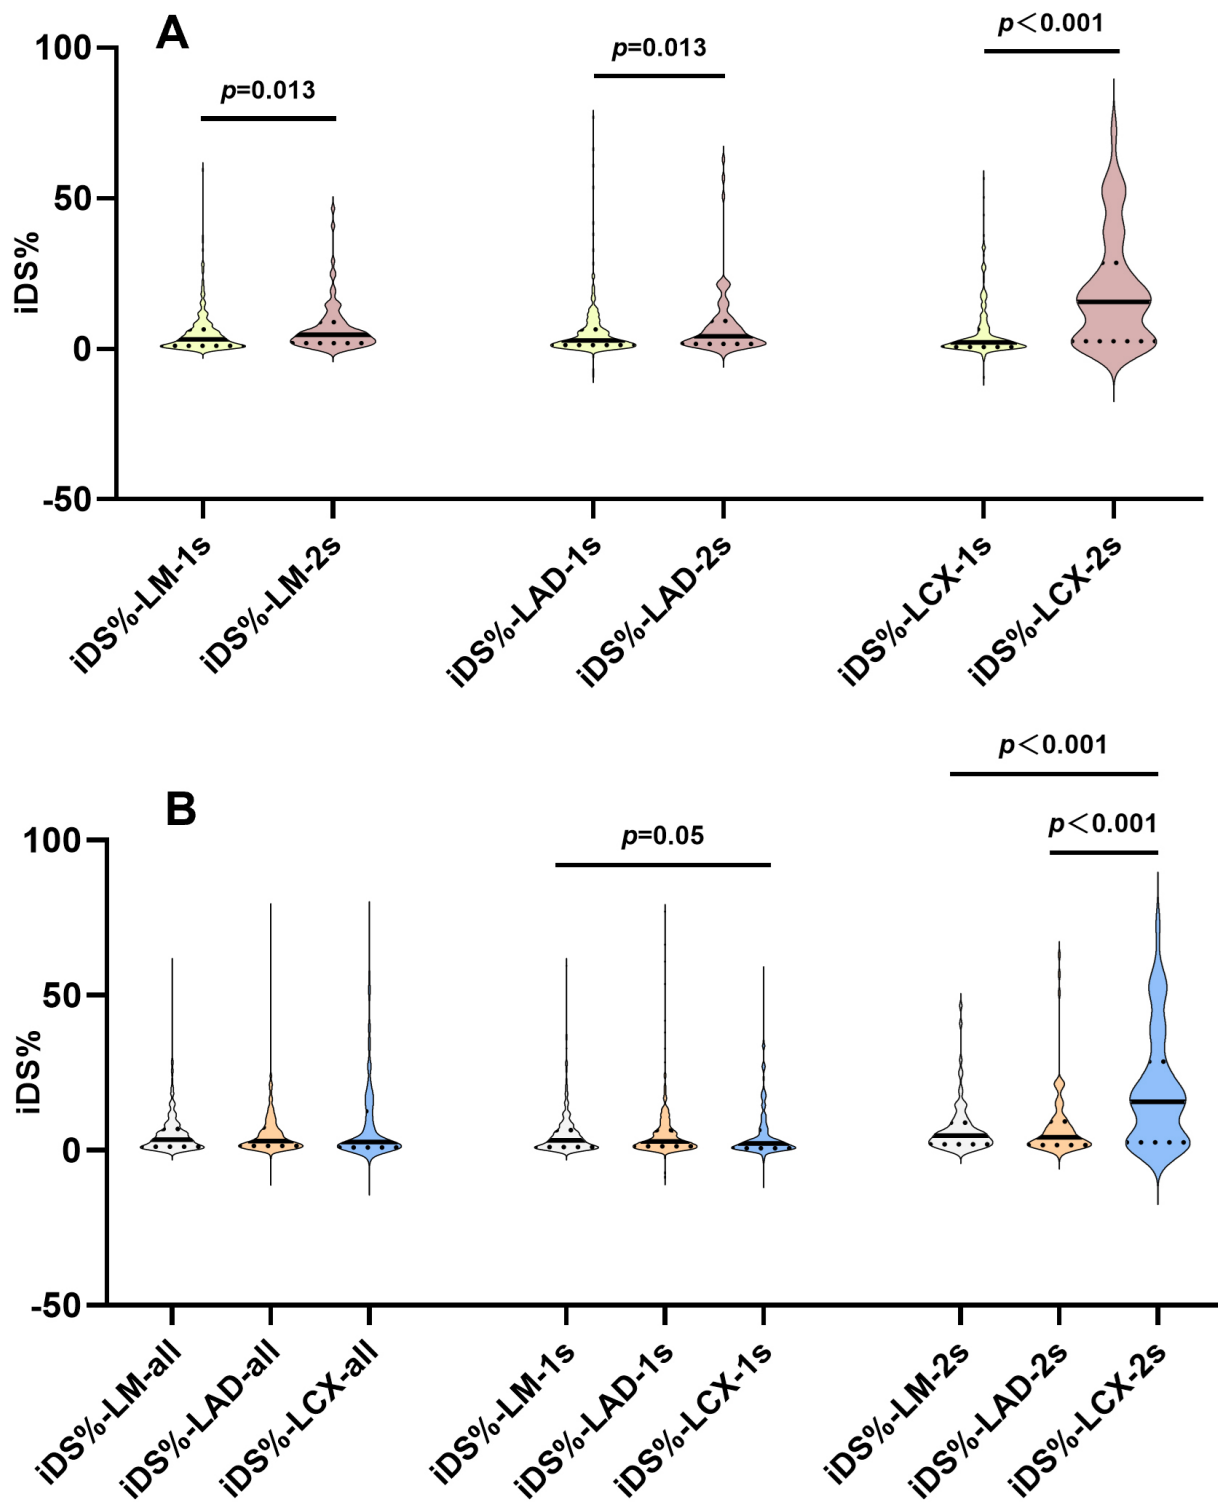 A
p<0.001
p=0.013
p=0.013
100
50
0
-50
iDS%
iDS%-LM-1s
iDS%-LM-2s
iDS%-LAD-1s
iDS%-LAD-2s
iDS%-LCX-1s
iDS%-LCX-2s
p<0.001
B
p=0.05
p<0.001
100
50
0
-50
iDS%
iDS%-LM-all
iDS%-LAD-all
iDS%-LCX-all
iDS%-LM-1s
iDS%-LAD-1s
iDS%-LCX-1s
iDS%-LM-2s
iDS%-LAD-2s
iDS%-LCX-2s